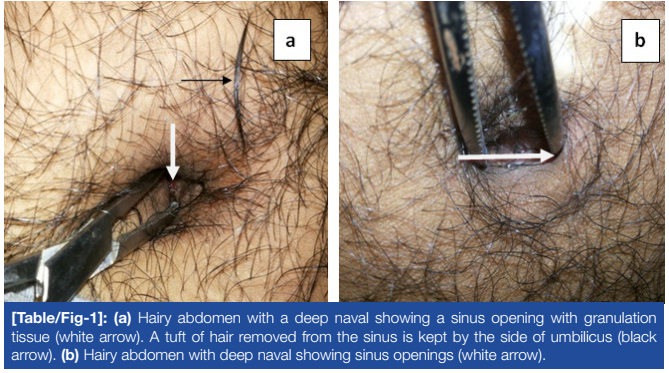 a
b
[Table/Fig-1]: (a) Hairy abdomen with a deep naval showing a sinus opening with granulation
tissue (white arrow). A tuft of hair removed from the sinus is kept by the side of umbilicus (black
arrow). (b) Hairy abdomen with deep naval showing sinus openings (white arrow).